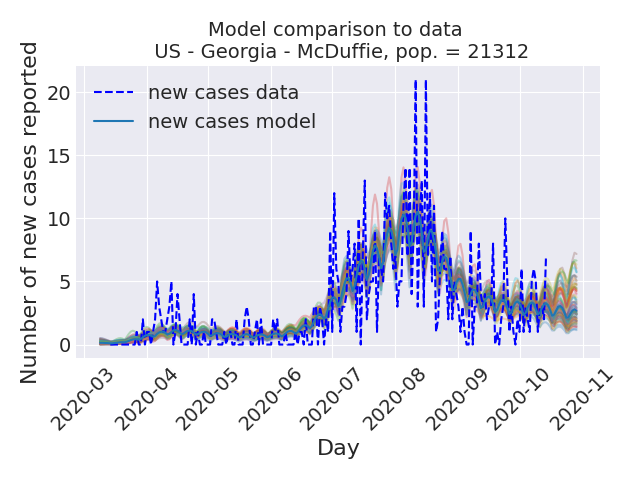 Model comparison to data
US - Georgia - McDuffie, pop. = 21312
Number of new cases reported
20
15
10
5
0
new cases data
new cases model
2020-03
2020-04
2020-05
2020-06
2020-07
2020-08
2020-09
2020-10
2020-11
Day